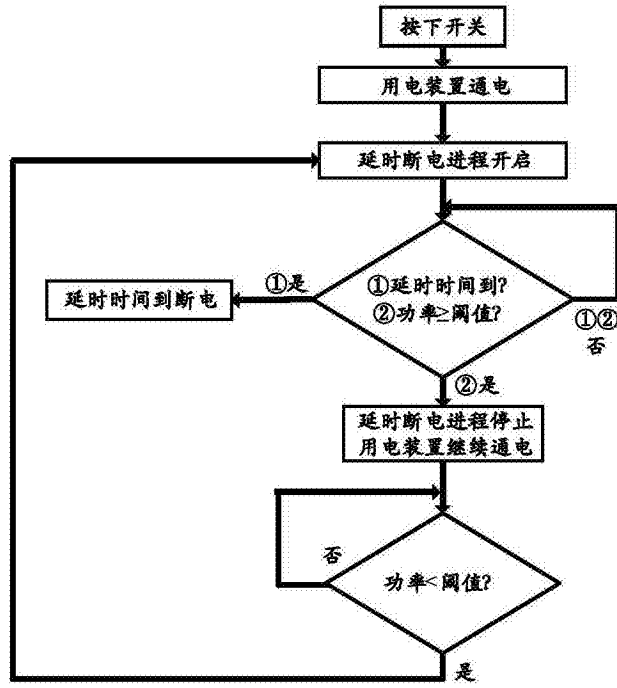 按下开关
用电装置通电
延时断电进程开启
①延时时间到?
②功率≥阈值?
①是
延时时间到断电
①②
否
②是
延时断电进程停止
用电装置继续通电
否
功率<阈值?
是